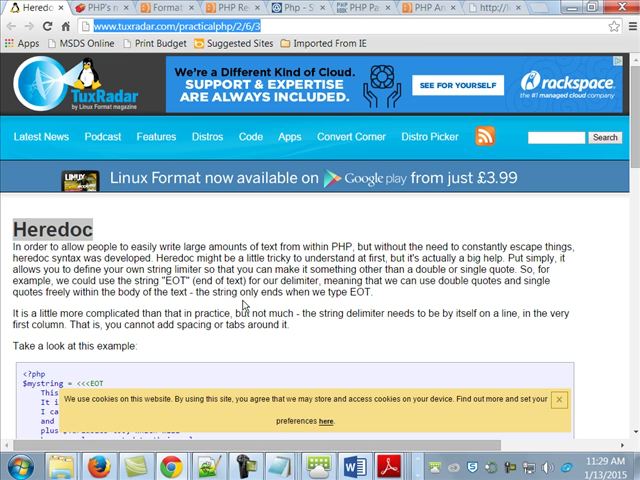 Heredoc
PHP's m
Format
PHP Re
Php - S
PHP Pa
PHP An
http://l
www.tuxradar.com/practicalphp/2/6/3
Apps
MSDS Online
Print Budget
Suggested Sites
Imported From IE
TuxRadar
by Linux Format magazine
We're a Different Kind of Cloud.
SUPPORT & EXPERTISE
ARE ALWAYS INCLUDED.
SEE FOR YOURSELF
rackspace.
the #1 managed cloud company
Latest News Podcast Features Distros Code Apps Convert Corner Distro Picker Search
LINUX
Linux Format now available on Google play from just £3.99
Heredoc
In order to allow people to easily write large amounts of text from within PHP, but without the need to constantly escape things,
heredoc syntax was developed. Heredoc might be a little tricky to understand at first, but it's actually a big help. Put simply, it
allows you to define your own string limiter so that you can make it something other than a double or single quote. So, for
example, we could use the string "EOT" (end of text) for our delimiter, meaning that we can use double quotes and single
quotes freely within the body of the text - the string only ends when we type EOT.
It is a little more complicated than that in practice, but not much - the string delimiter needs to be by itself on a line, in the very
first column. That is, you cannot add spacing or tabs around it.
Take a look at this example:
<?php
$mystring = <<<EOT
This
It i
I ca
and
We use cookies on this website. By using this site, you agree that we may store and access cookies on your device. Find out more and set your
preferences here.
11:29 AM
1/13/2015